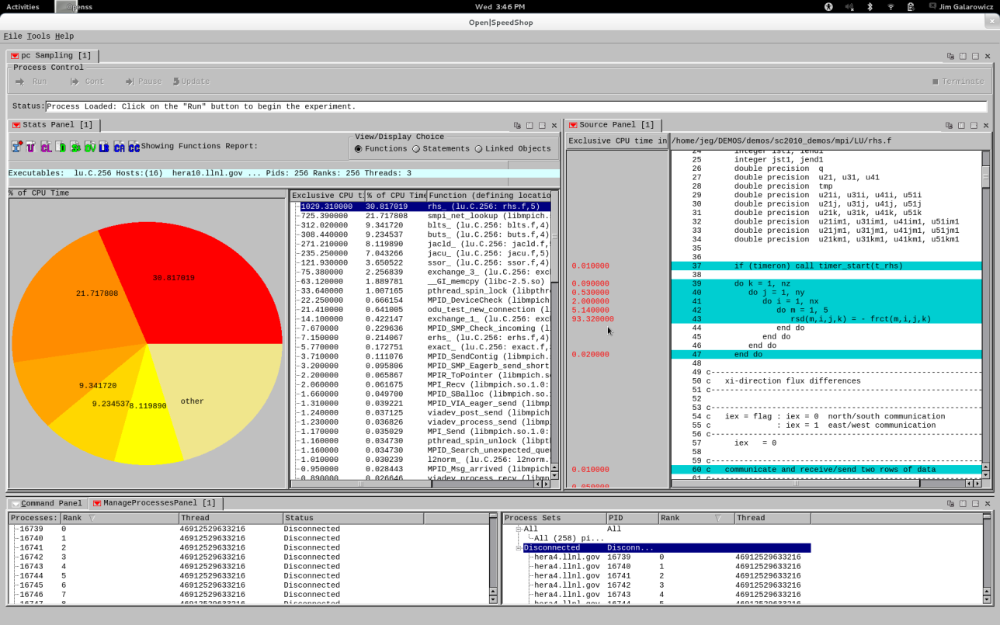 Activities Openss Wed 3:46 PM Jim Galarowicz
Open|SpeedShop
File Tools Help
pc Sampling [1]
Process Control
Run Cont Pause Update Terminate
Status: Process Loaded: Click on the "Run" button to begin the experiment.
Stats Panel [1]
View/Display Choice
I U CL D OV LB CA CC Showing Functions Report: Functions Statements Linked Objects
Executables: lu.C.256 Hosts:(16) hera10.llnl.gov ... Pids: 256 Ranks: 256 Threads: 3
% of CPU Time
30.817019
21.717808
9.341720
9.234537
8.119890
other
Exclusive CPU ti % of CPU Time Function (defining locatio
1029.310000 30.817019 rhs_ (lu.C.256: rhs.f,5)
725.390000 21.717808 smpi_net_lookup (libmpich.
312.020000 9.341720 blts_ (lu.C.256: blts.f,4)
308.440000 9.234537 buts_ (lu.C.256: buts.f,4)
271.210000 8.119890 jacld_ (lu.C.256: jacld.f,
235.250000 7.043266 jacu_ (lu.C.256: jacu.f,5)
121.930000 3.650522 ssor_ (lu.C.256: ssor.f,4)
75.380000 2.256839 exchange_3_ (lu.C.256: excl
63.120000 1.889781 __GI_memcpy (libc-2.5.so)
33.640000 1.007165 pthread_spin_lock (libpthr
22.250000 0.666154 MPID_DeviceCheck (libmpich
21.410000 0.641005 odu_test_new_connection (l
14.100000 0.422147 exchange_1_ (lu.C.256: exc
7.670000 0.229636 MPID_SMP_Check_incoming (l
7.150000 0.214067 erhs_ (lu.C.256: erhs.f,4)
5.770000 0.172751 exact_ (lu.C.256: exact.f,
3.710000 0.111076 MPID_SendContig (libmpich.
3.200000 0.095806 MPID_SMP_Eagerb_send_short
2.200000 0.065867 MPIR_ToPointer (libmpich.s
2.060000 0.061675 MPI_Recv (libmpich.so.1.0:
1.660000 0.049700 MPID_SBalloc (libmpich.so.
1.310000 0.039221 MPID_VIA_eager_send (libmp
1.240000 0.037125 viadev_post_send (libmpich
1.230000 0.036826 viadev_process_send (libmp
1.170000 0.035029 MPI_Send (libmpich.so.1.0:
1.160000 0.034730 pthread_spin_unlock (libpt
1.160000 0.034730 MPID_Search_unexpected_que
1.010000 0.030239 l2norm_ (lu.C.256: l2norm.
0.950000 0.028443 MPID_Msg_arrived (libmpich
0.890000 0.026646 viadev_process_recv (libmp
Source Panel [1]
Exclusive CPU time in /home/jeg/DEMOS/demos/sc2010_demos/mpi/LU/rhs.f
24 integer ist1, iend1
25 integer jst1, jend1
26 double precision q
27 double precision u21, u31, u41
28 double precision tmp
29 double precision u21i, u31i, u41i, u51i
30 double precision u21j, u31j, u41j, u51j
31 double precision u21k, u31k, u41k, u51k
32 double precision u21im1, u31im1, u41im1, u51im1
33 double precision u21jm1, u31jm1, u41jm1, u51jm1
34 double precision u21km1, u31km1, u41km1, u51km1
35
36
0.010000 37 if (timeron) call timer_start(t_rhs)
38
0.090000 39 do k = 1, nz
0.530000 40 do j = 1, ny
2.000000 41 do i = 1, nx
5.140000 42 do m = 1, 5
93.320000 43 rsd(m,i,j,k) = - frct(m,i,j,k)
44 end do
45 end do
46 end do
0.020000 47 end do
48
49 c---------------------------------------------------------------------
50 c xi-direction flux differences
51 c---------------------------------------------------------------------
52
53 c---------------------------------------------------------------------
54 c iex = flag : iex = 0 north/south communication
55 c : iex = 1 east/west communication
56 c---------------------------------------------------------------------
57 iex = 0
58
59 c---------------------------------------------------------------------
0.010000 60 c communicate and receive/send two rows of data
0.050000 61 c---------------------------------------------------------------------
Command Panel ManageProcessesPanel [1]
Processes: Rank Thread Status
16739 0 46912529633216 Disconnected
16740 1 46912529633216 Disconnected
16741 2 46912529633216 Disconnected
16742 3 46912529633216 Disconnected
16743 4 46912529633216 Disconnected
16744 5 46912529633216 Disconnected
16745 6 46912529633216 Disconnected
16746 7 46912529633216 Disconnected
16747 8 46912529633216 Disconnected
Process Sets PID Rank Thread
All All
All (258) pi...
Disconnected Disconn...
hera4.llnl.gov 16739 0 46912529633216
hera4.llnl.gov 16740 1 46912529633216
hera4.llnl.gov 16741 2 46912529633216
hera4.llnl.gov 16742 3 46912529633216
hera4.llnl.gov 16743 4 46912529633216
hera4.llnl.gov 16744 5 46912529633216